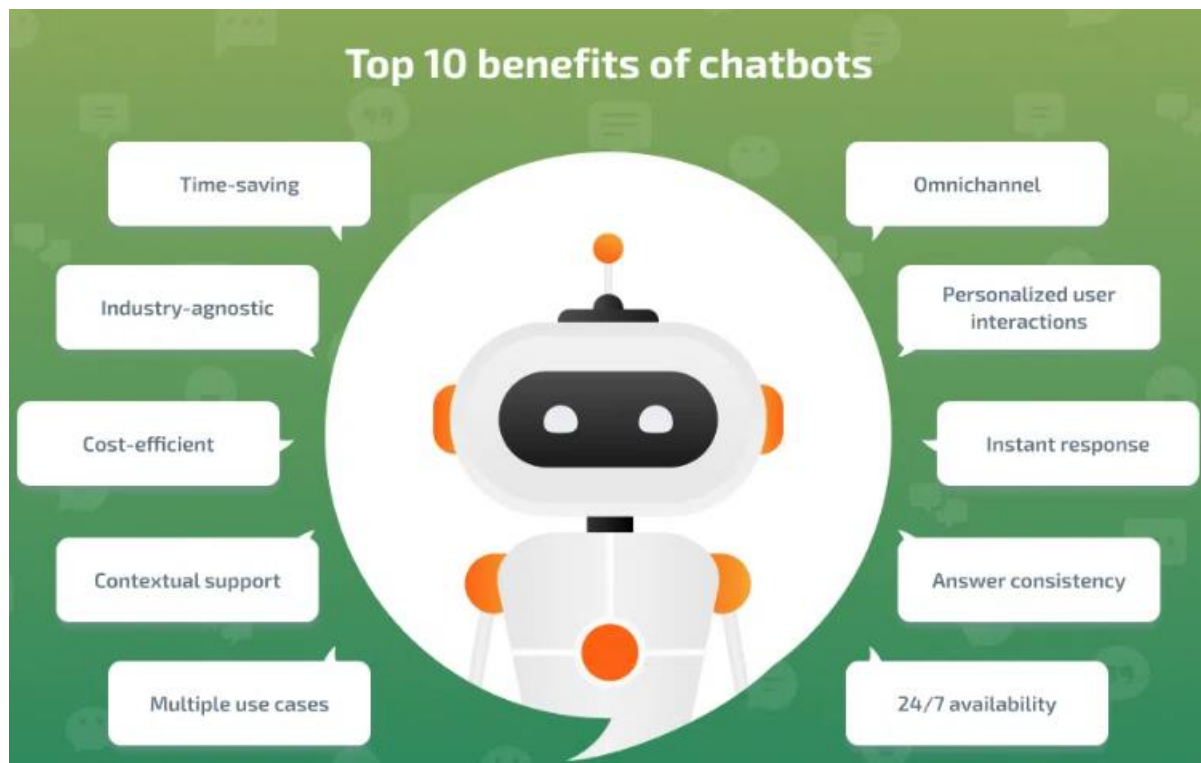 Top 10 benefits of chatbots
Time-saving
Industry-agnostic
Cost-efficient
Contextual support
Multiple use cases
Omnichannel
Personalized user
interactions
Instant response
Answer consistency
24/7 availability